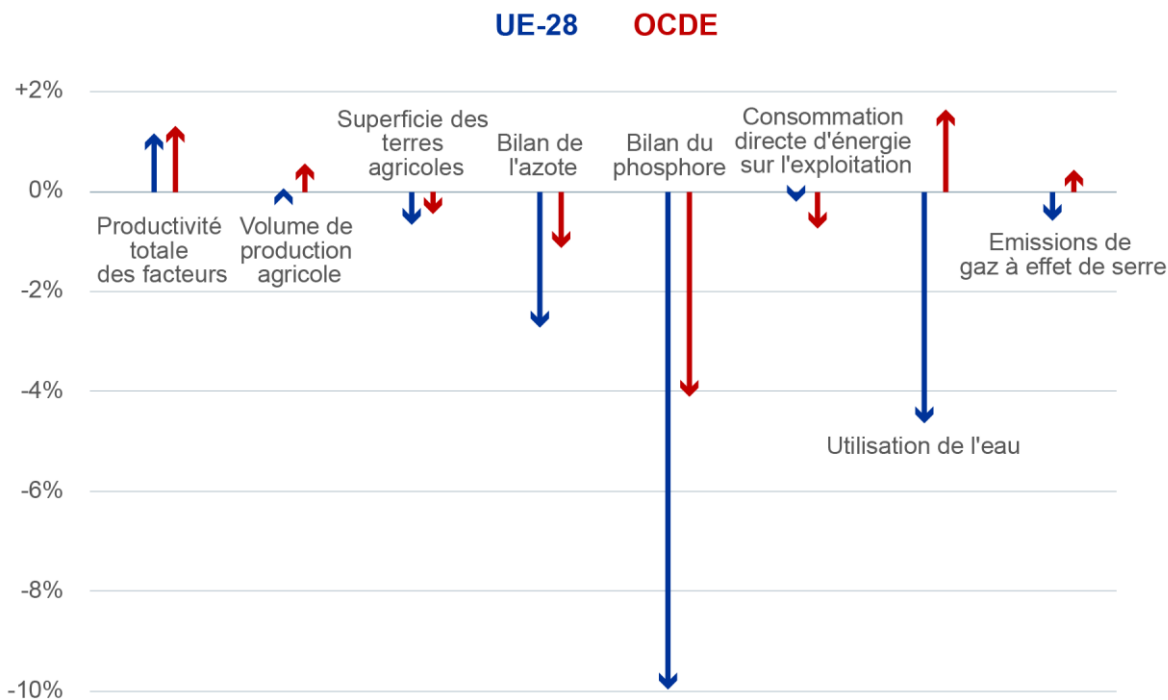 UE-28 OCDE
+2%
0%
-2%
-4%
-6%
-8%
-10%
Productivité
totale
des facteurs
Volume de
production
agricole
Superficie des
terres
agricoles
Bilan de
l'azote
Bilan du
phosphore
Consommation
directe d'énergie
sur l'exploitation
Utilisation de l'eau
Emissions de
gaz à effet de serre